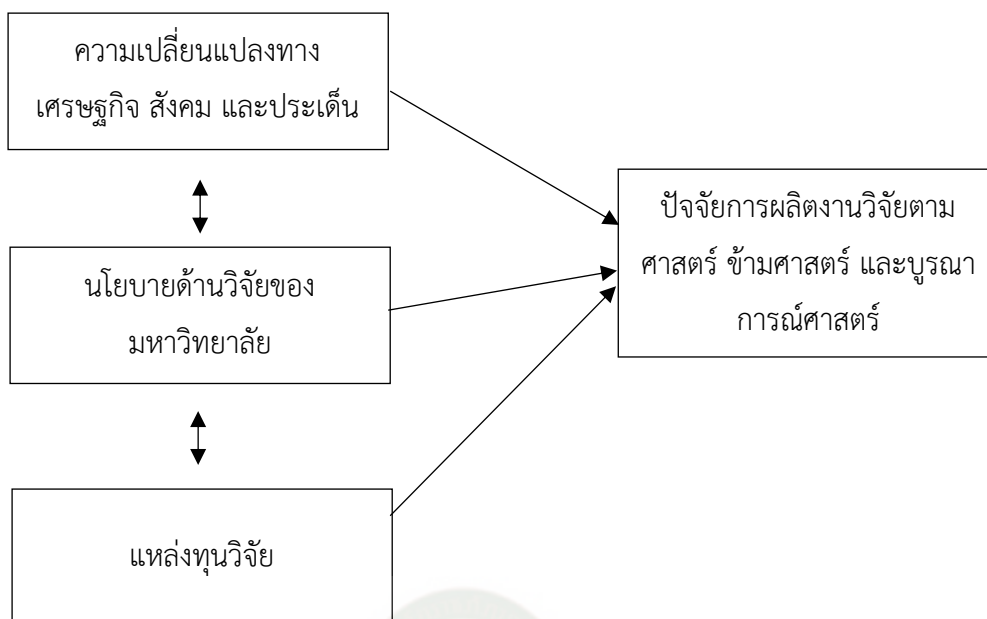 ความเปลี่ยนแปลงทาง
เศรษฐกิจ สังคม และประเด็น
นโยบายด้านวิจัยของ
มหาวิทยาลัย
แหล่งทุนวิจัย
ปัจจัยการผลิตงานวิจัยตาม
ศาสตร์ ข้ามศาสตร์ และบูรณา
การณ์ศาสตร์